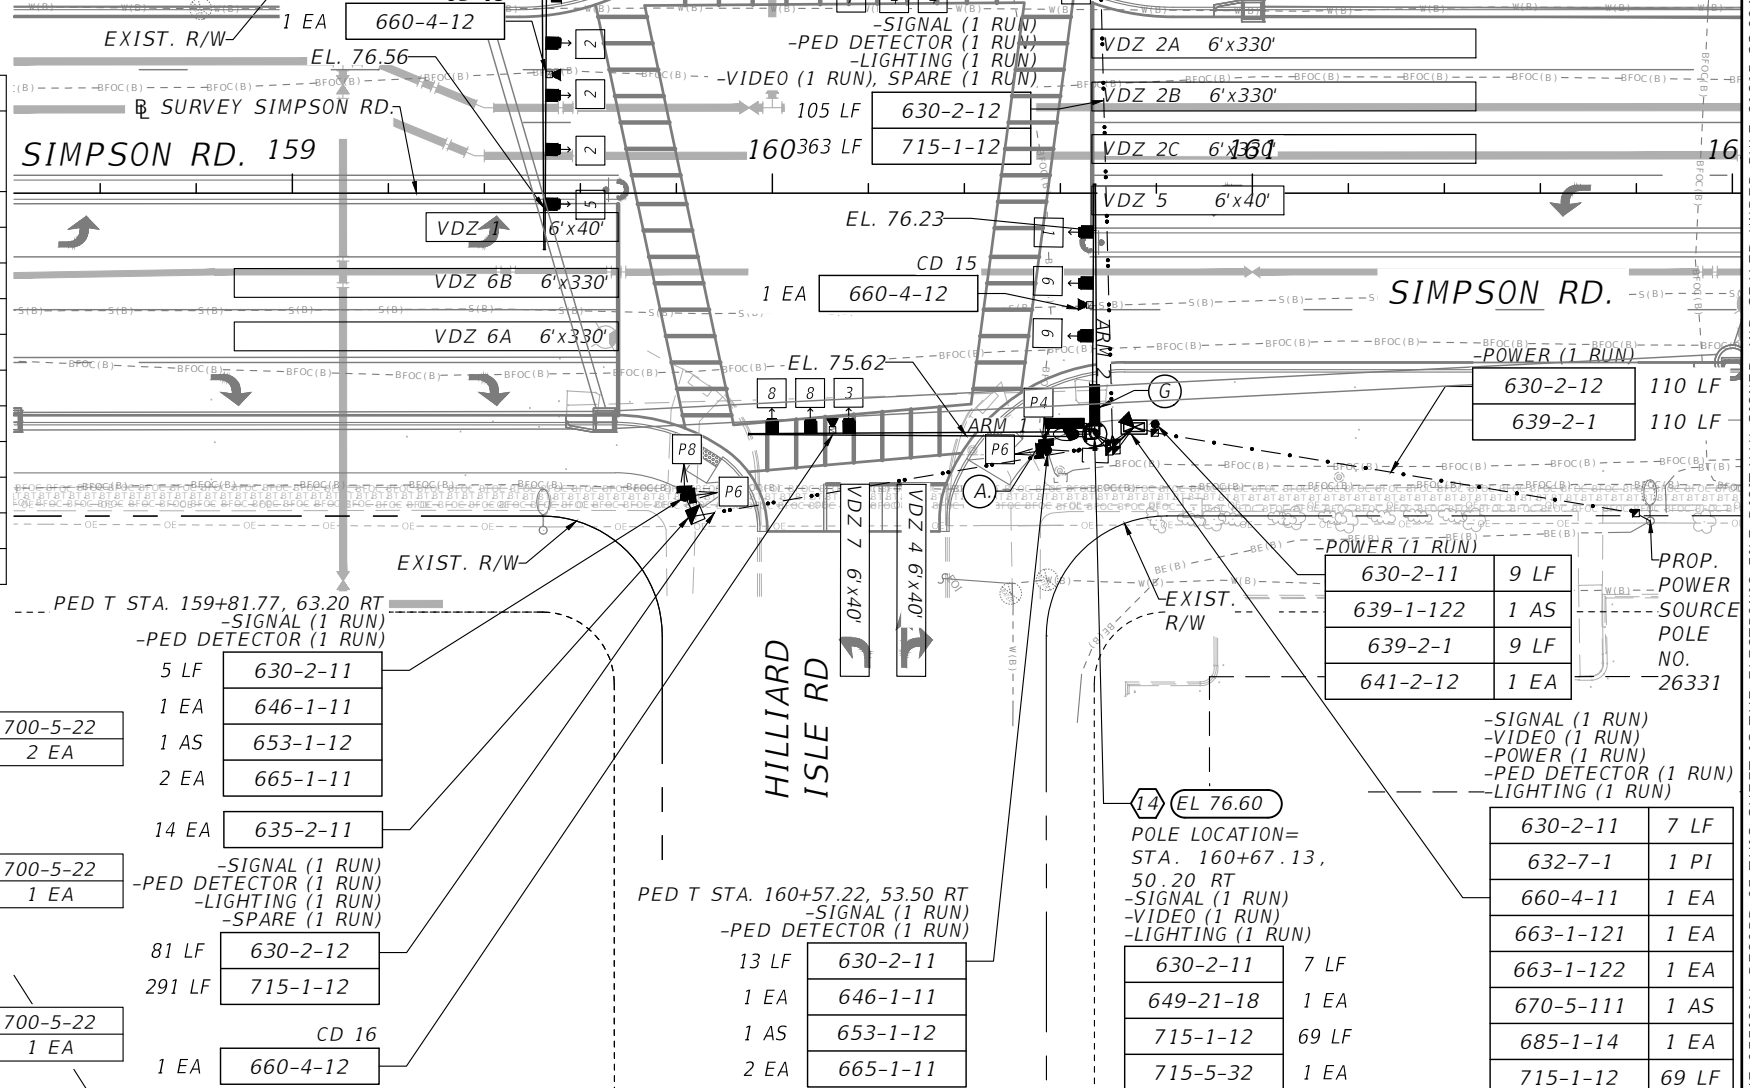 1 EA 660-4-12
EXIST. R/W
EL. 76.56
℄ SURVEY SIMPSON RD.
SIMPSON RD. 159
2
2
2
5
VDZ 1 6'x40'
VDZ 6B 6'x330'
VDZ 6A 6'x330'
-SIGNAL (1 RUN)
-PED DETECTOR (1 RUN)
-LIGHTING (1 RUN)
-VIDEO (1 RUN), SPARE (1 RUN)
105 LF 630-2-12
363 LF 715-1-12
160
VDZ 2A 6'x330'
VDZ 2B 6'x330'
VDZ 2C 6'x330'
161
16
VDZ 5 6'x40'
EL. 76.23
1
6
6
CD 15
1 EA 660-4-12
SIMPSON RD.
ARM 2
EL. 75.62
8 8 3
ARM 1
P4
G
P6
A.
P8
P6
-POWER (1 RUN)
630-2-12 110 LF
639-2-1 110 LF
W(B)
BFOC(B)
S(B)
OE
BE(B)
BT(B)
EXIST. R/W
VDZ 7 6'x40'
VDZ 4 6'x40'
HILLIARD
ISLE RD
EXIST.
R/W
-POWER (1 RUN)
630-2-11 9 LF
639-1-122 1 AS
639-2-1 9 LF
641-2-12 1 EA
PROP.
POWER
SOURCE
POLE
NO.
26331
PED T STA. 159+81.77, 63.20 RT
-SIGNAL (1 RUN)
-PED DETECTOR (1 RUN)
5 LF 630-2-11
1 EA 646-1-11
1 AS 653-1-12
2 EA 665-1-11
14 EA 635-2-11
-SIGNAL (1 RUN)
-PED DETECTOR (1 RUN)
-LIGHTING (1 RUN)
-SPARE (1 RUN)
81 LF 630-2-12
291 LF 715-1-12
CD 16
1 EA 660-4-12
700-5-22
2 EA
700-5-22
1 EA
700-5-22
1 EA
PED T STA. 160+57.22, 53.50 RT
-SIGNAL (1 RUN)
-PED DETECTOR (1 RUN)
13 LF 630-2-11
1 EA 646-1-11
1 AS 653-1-12
2 EA 665-1-11
14 EL 76.60
POLE LOCATION=
STA. 160+67.13,
50.20 RT
-SIGNAL (1 RUN)
-VIDEO (1 RUN)
-LIGHTING (1 RUN)
630-2-11 7 LF
649-21-18 1 EA
715-1-12 69 LF
715-5-32 1 EA
-SIGNAL (1 RUN)
-VIDEO (1 RUN)
-POWER (1 RUN)
-PED DETECTOR (1 RUN)
-LIGHTING (1 RUN)
630-2-11 7 LF
632-7-1 1 PI
660-4-11 1 EA
663-1-121 1 EA
663-1-122 1 EA
670-5-111 1 AS
685-1-14 1 EA
715-1-12 69 LF